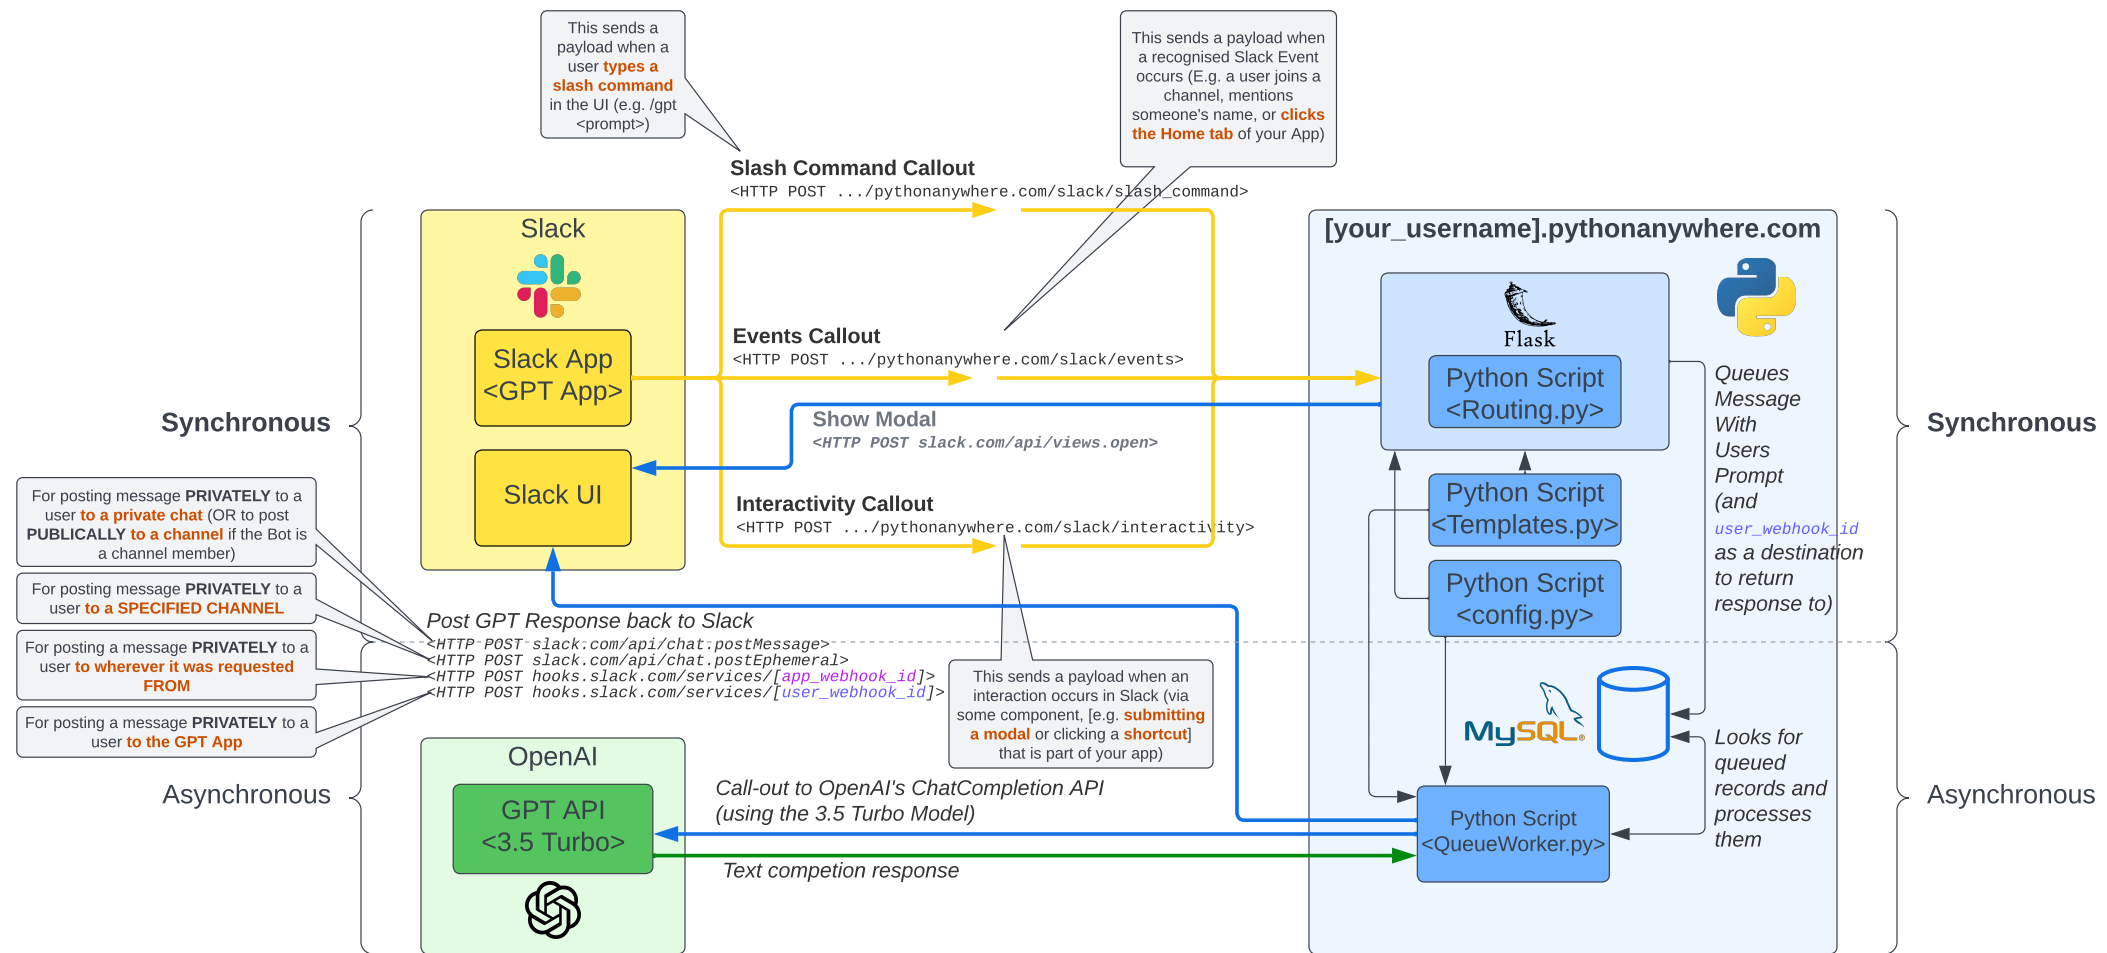 This sends a
payload when a
user types a
slash command
in the UI (e.g. /gpt
<prompt>)
This sends a payload when
a recognised Slack Event
occurs (E.g. a user joins a
channel, mentions
someone's name, or clicks
the Home tab of your App)
Slash Command Callout
<HTTP POST .../pythonanywhere.com/slack/slash_command>
Slack
[your_username].pythonanywhere.com
Flask
Events Callout
<HTTP POST .../pythonanywhere.com/slack/events>
Slack App
<GPT App>
Python Script
<Routing.py>
Queues
Message
With
Users
Prompt
(and
user_webhook_id
as a destination
to return
response to)
Synchronous
Show Modal
<HTTP POST slack.com/api/views.open>
Synchronous
Slack UI
Interactivity Callout
<HTTP POST .../pythonanywhere.com/slack/interactivity>
Python Script
<Templates.py>
Python Script
<config.py>
For posting message PRIVATELY to a
user to a private chat (OR to post
PUBLICALLY to a channel if the Bot is
a channel member)
For posting message PRIVATELY to a
user to a SPECIFIED CHANNEL
For posting a message PRIVATELY to a
user to wherever it was requested
FROM
For posting a message PRIVATELY to a
user to the GPT App
Post GPT Response back to Slack
<HTTP POST slack.com/api/chat.postMessage>
<HTTP POST slack.com/api/chat.postEphemeral>
<HTTP POST hooks.slack.com/services/[app_webhook_id]>
<HTTP POST hooks.slack.com/services/[user_webhook_id]>
This sends a payload when an
interaction occurs in Slack (via
some component, [e.g. submitting
a modal or clicking a shortcut]
that is part of your app)
MySQL®
Looks for
queued
records and
processes
them
Asynchronous
OpenAI
GPT API
<3.5 Turbo>
Call-out to OpenAI's ChatCompletion API
(using the 3.5 Turbo Model)
Text competion response
Python Script
<QueueWorker.py>
Asynchronous